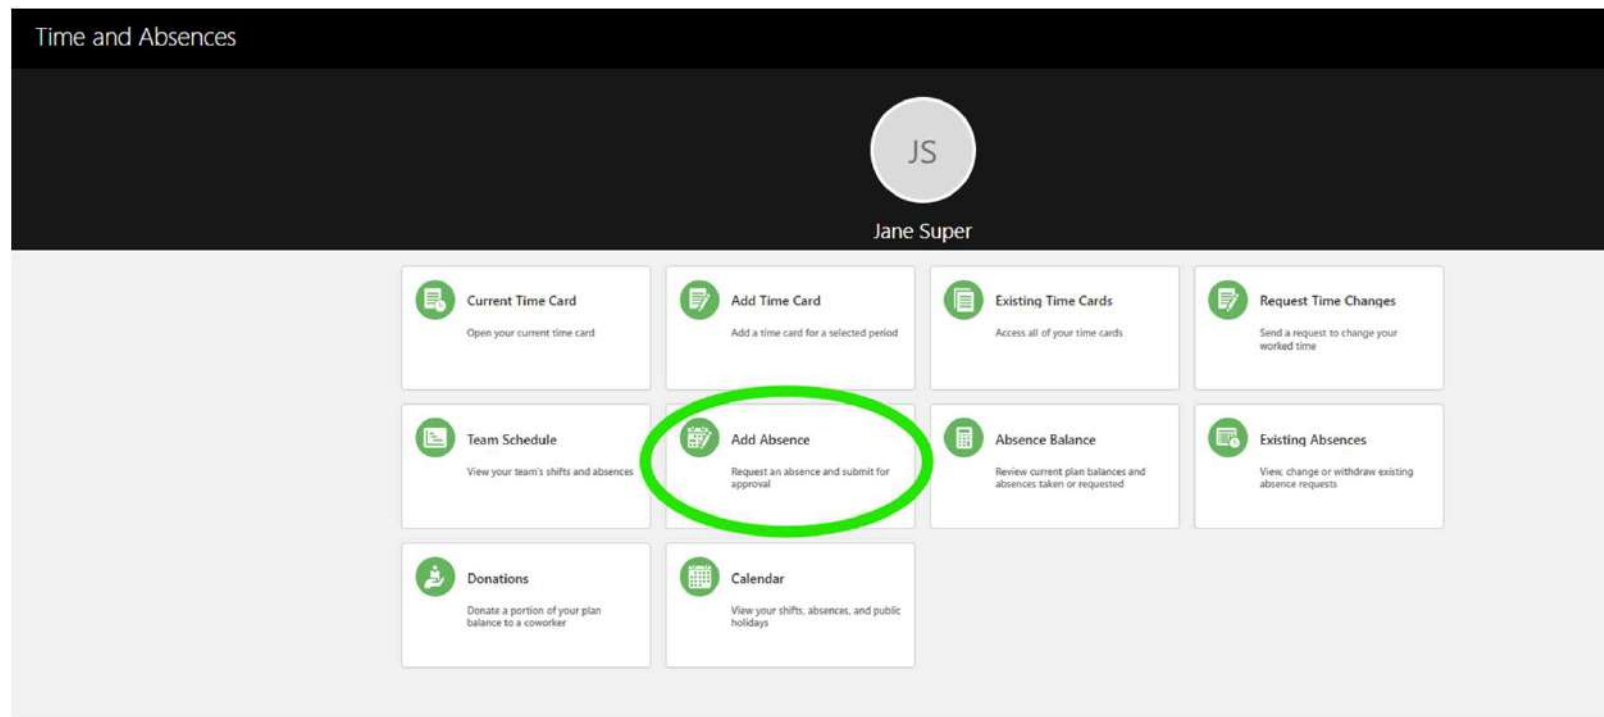 Time and Absences
JS
Jane Super
Current Time Card
Open your current time card
Add Time Card
Add a time card for a selected period
Existing Time Cards
Access all of your time cards
Request Time Changes
Send a request to change your
worked time
Team Schedule
View your team's shifts and absences
Add Absence
Request an absence and submit for
approval
Absence Balance
Review current plan balances and
absences taken or requested
Existing Absences
View, change or withdraw existing
absence requests
Donations
Donate a portion of your plan
balance to a coworker
Calendar
View your shifts, absences, and public
holidays